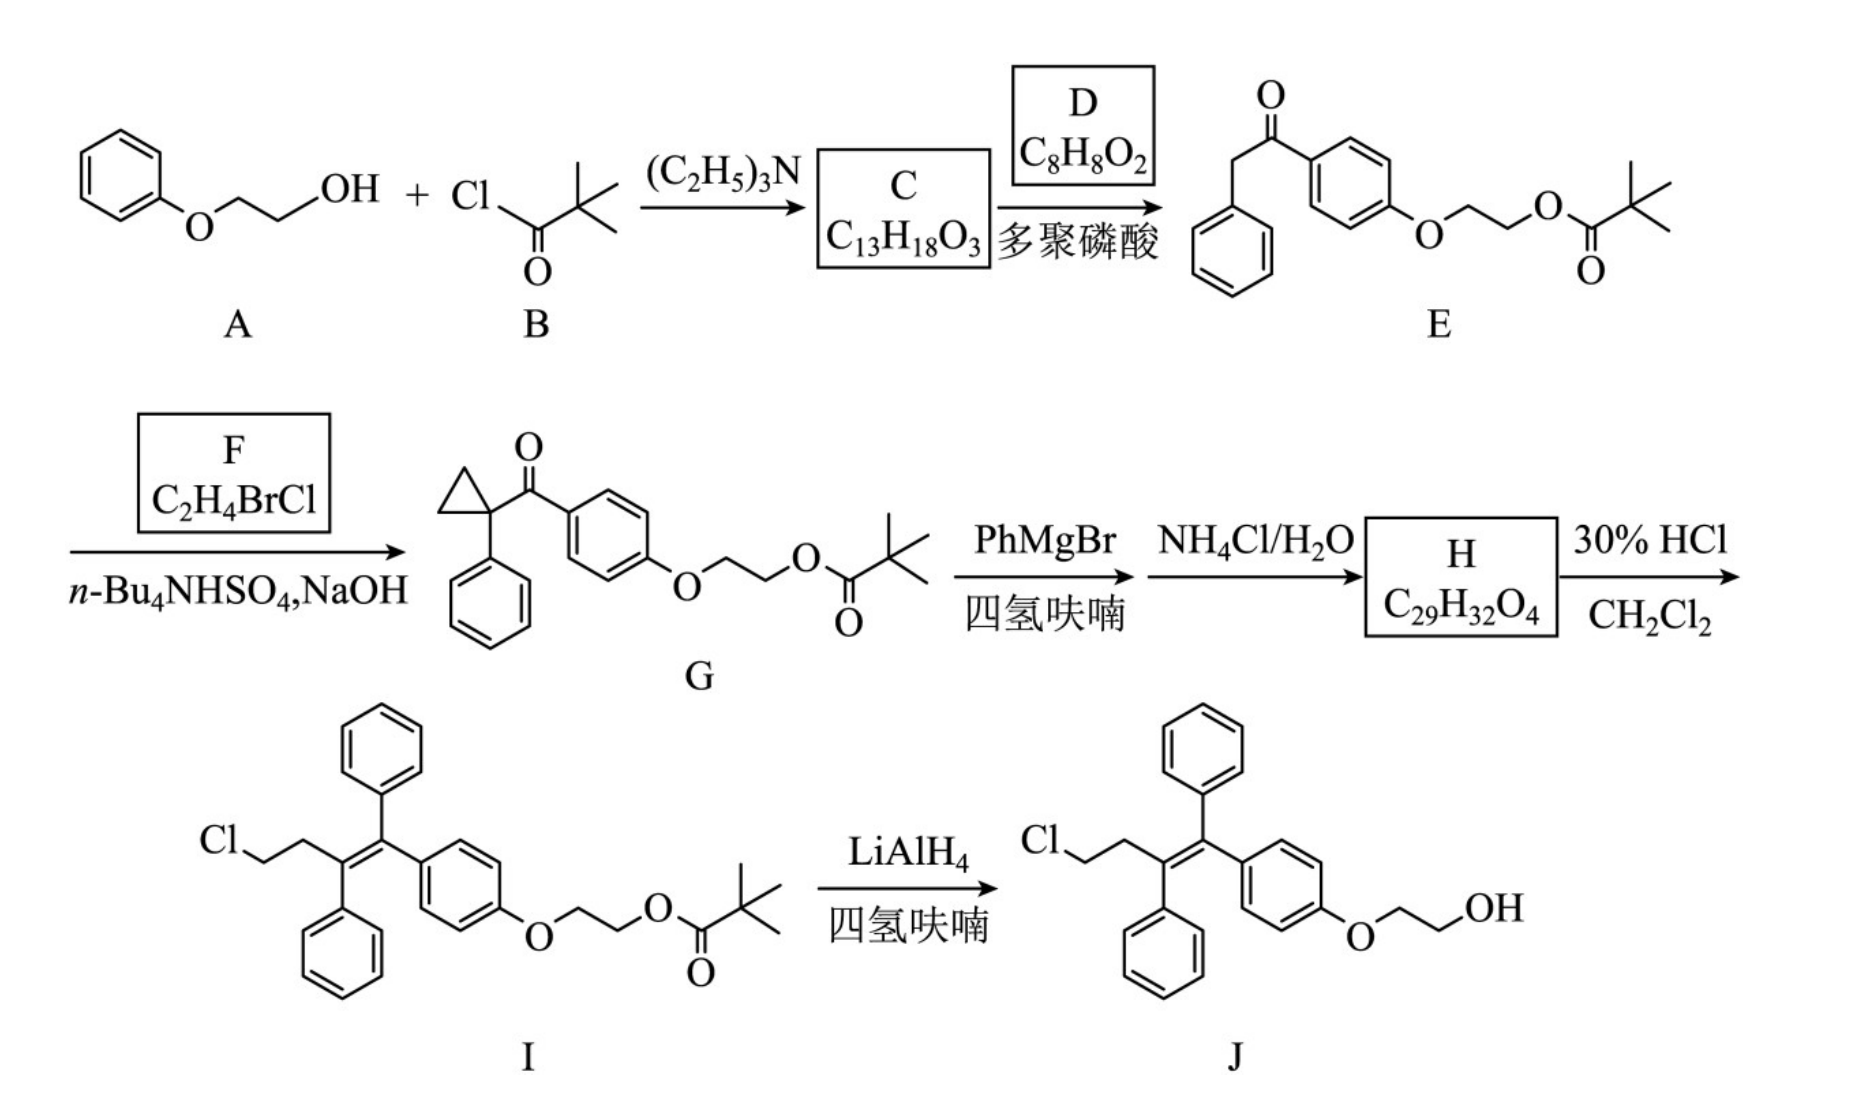 O OH + Cl O (C₂H₅)₃N C C₁₃H₁₈O₃ D C₈H₈O₂ 多聚磷酸 O O O O
A B E
F C₂H₄BrCl n-Bu₄NHSO₄,NaOH O O O O PhMgBr 四氢呋喃 NH₄Cl/H₂O H C₂₉H₃₂O₄ 30% HCl CH₂Cl₂
G
Cl O O O LiAlH₄ 四氢呋喃 Cl O OH
I J